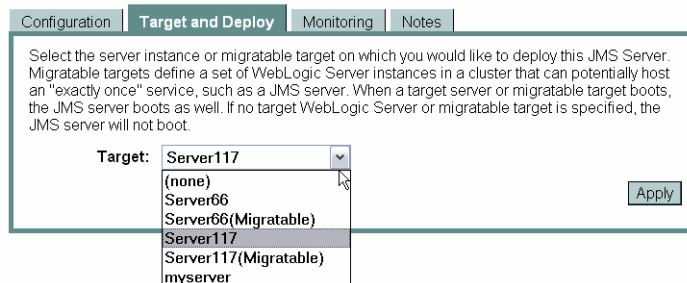 Configuration Target and Deploy Monitoring Notes
Select the server instance or migratable target on which you would like to deploy this JMS Server.
Migratable targets define a set of WebLogic Server instances in a cluster that can potentially host
an "exactly once" service, such as a JMS server. When a target server or migratable target boots,
the JMS server boots as well. If no target WebLogic Server or migratable target is specified, the
JMS server will not boot.
Target: Server117
(none)
Server66
Apply
Server66(Migratable)
Server117
Server117(Migratable)
myserver